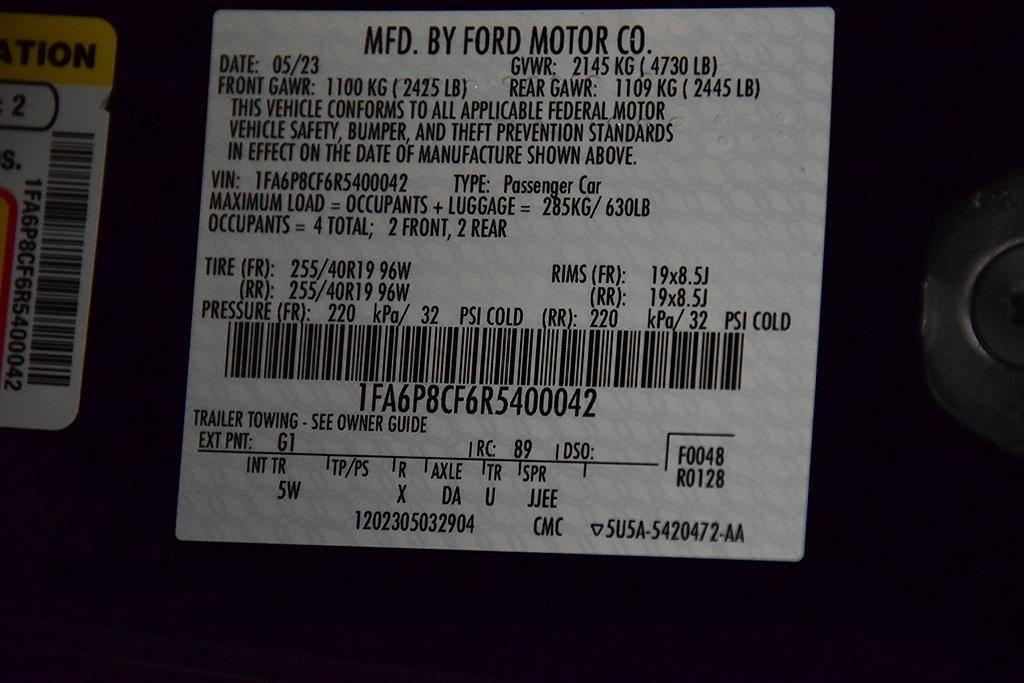 ATION
: 2
S.
1FA6P8CF6R5400042
MFD. BY FORD MOTOR CO.
DATE: 05/23 GVWR: 2145 KG ( 4730 LB)
FRONT GAWR: 1100 KG ( 2425 LB) REAR GAWR: 1109 KG ( 2445 LB)
THIS VEHICLE CONFORMS TO ALL APPLICABLE FEDERAL MOTOR
VEHICLE SAFETY, BUMPER, AND THEFT PREVENTION STANDARDS
IN EFFECT ON THE DATE OF MANUFACTURE SHOWN ABOVE.
VIN: 1FA6P8CF6R5400042 TYPE: Passenger Car
MAXIMUM LOAD = OCCUPANTS + LUGGAGE = 285KG/ 630LB
OCCUPANTS = 4 TOTAL; 2 FRONT, 2 REAR
TIRE (FR): 255/40R19 96W RIMS (FR): 19x8.5J
(RR): 255/40R19 96W (RR): 19x8.5J
PRESSURE (FR): 220 kPa/ 32 PSI COLD (RR): 220 kPa/ 32 PSI COLD
1FA6P8CF6R5400042
TRAILER TOWING - SEE OWNER GUIDE
EXT PNT: G1 RC: 89 DSO: F0048
INT TR TP/PS R AXLE TR SPR R0128
5W X DA U JJEE
1202305032904 CMC ▽5U5A-5420472-AA